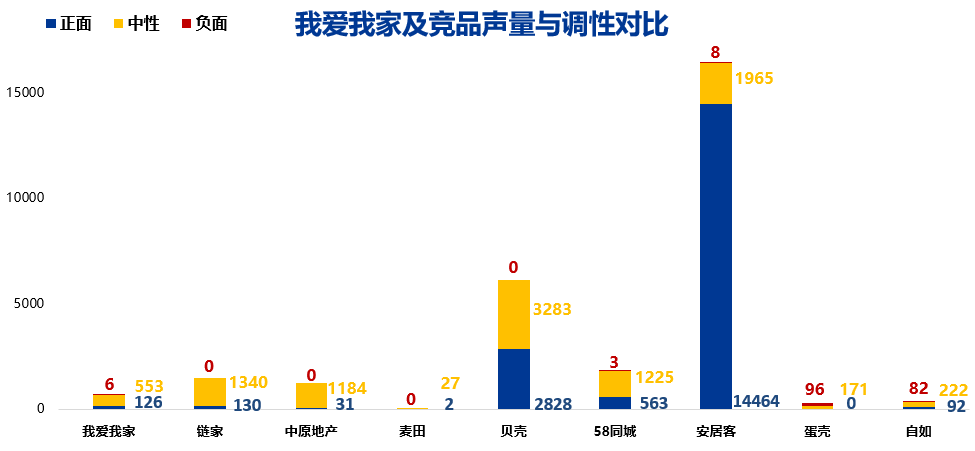 我爱我家及竞品声量与调性对比
正面 中性 负面
15000
10000
5000
0
6 553 126
0 1340 130
0 1184 31
0 27 2
0 3283 2828
3 1225 563
8 1965 14464
96 171 0
82 222 92
我爱我家 链家 中原地产 麦田 贝壳 58同城 安居客 蛋壳 自如